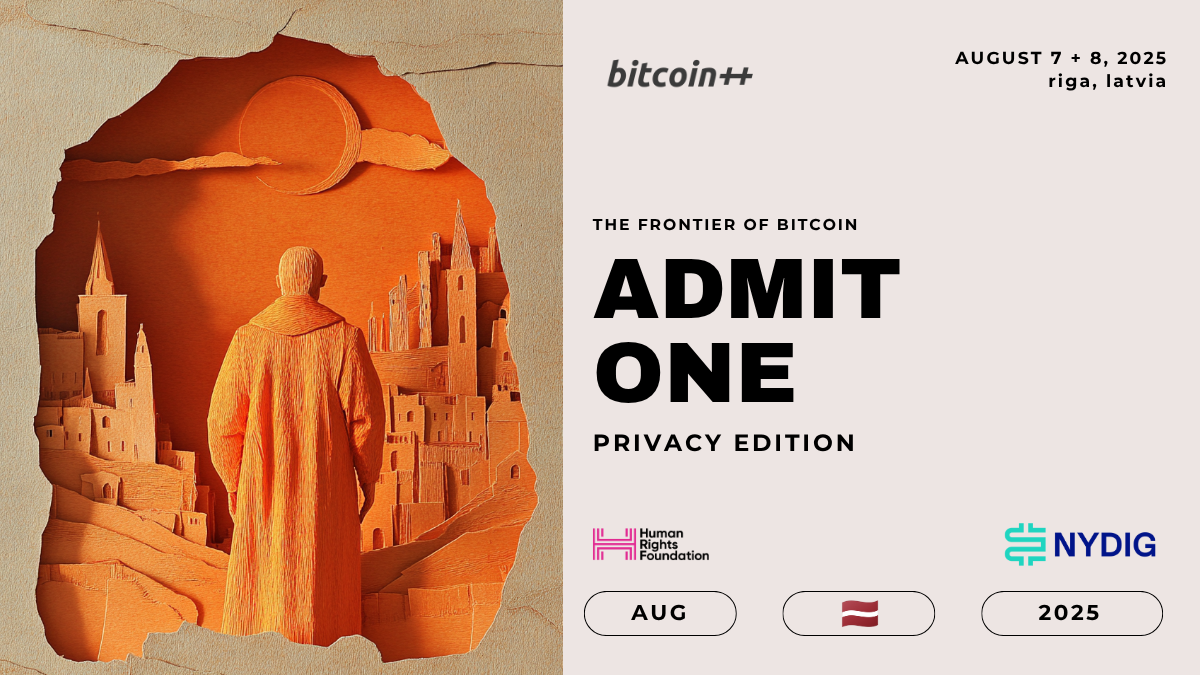 bitcoin++
AUGUST 7 + 8, 2025
riga, latvia
THE FRONTIER OF BITCOIN
ADMIT
ONE
PRIVACY EDITION
Human
Rights
Foundation
NYDIG
AUG
2025